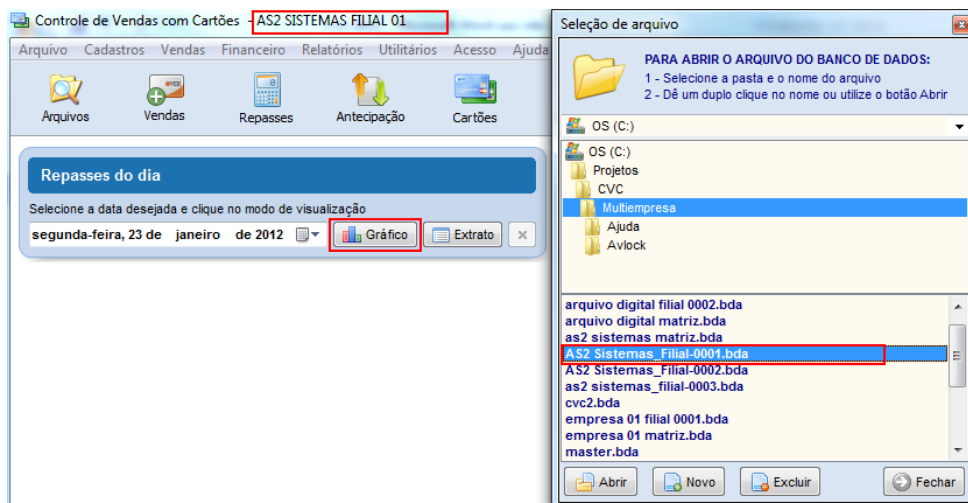 Controle de Vendas com Cartões - AS2 SISTEMAS FILIAL 01
Arquivo Cadastros Vendas Financeiro Relatórios Utilitários Acesso Ajuda
Arquivos Vendas Repasses Antecipação Cartões
Repasses do dia
Selecione a data desejada e clique no modo de visualização
segunda-feira, 23 de janeiro de 2012 Gráfico Extrato
Seleção de arquivo
PARA ABRIR O ARQUIVO DO BANCO DE DADOS:
1 - Selecione a pasta e o nome do arquivo
2 - Dê um duplo clique no nome ou utilize o botão Abrir
OS (C:)
OS (C:)
Projetos
CVC
Multiempresa
Ajuda
Avlock
arquivo digital filial 0002.bda
arquivo digital matriz.bda
as2 sistemas matriz.bda
AS2 Sistemas_Filial-0001.bda
AS2 Sistemas_Filial-0002.bda
as2 sistemas_filial-0003.bda
cvc2.bda
empresa 01 filial 0001.bda
empresa 01 matriz.bda
master.bda
Abrir Novo Excluir Fechar